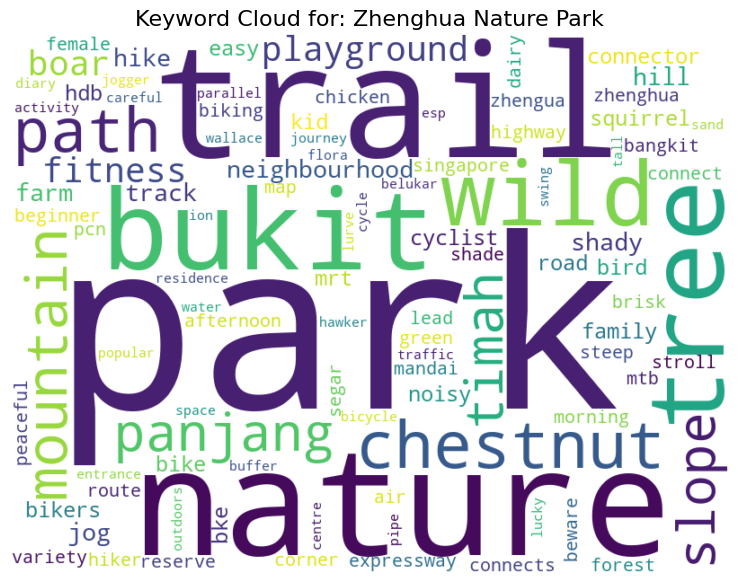 Keyword Cloud for: Zhenghua Nature Park
female
easy
playground
dairy
connector
boar
hike
trail
hill
diary
jogger
hdb
careful
parallel
chicken
zhengua
zhenghua
activity
biking
esp
squirrel
sand
path
wallace
journey
kid
highway
tall
bangkit
fitness
flora
neighbourhood
singapore
swing
connect
farm
track
map
belukar
wild
tree
beginner
ion
lurve
cycle
pcn
bukit
cyclist
shady
shade
road
bird
mountain
residence
mrt
timah
brisk
water
afternoon
hawker
lead
family
green
popular
park
traffic
steep
stroll
mandai
mtb
peaceful
segar
noisy
space
bicycle
morning
panjang
chestnut
slope
bike
buffer
entrance
route
nature
air
bikers
outdoors
bke
centre
pipe
lucky
beware
jog
variety
hiker
reserve
corner
expressway
connects
forest